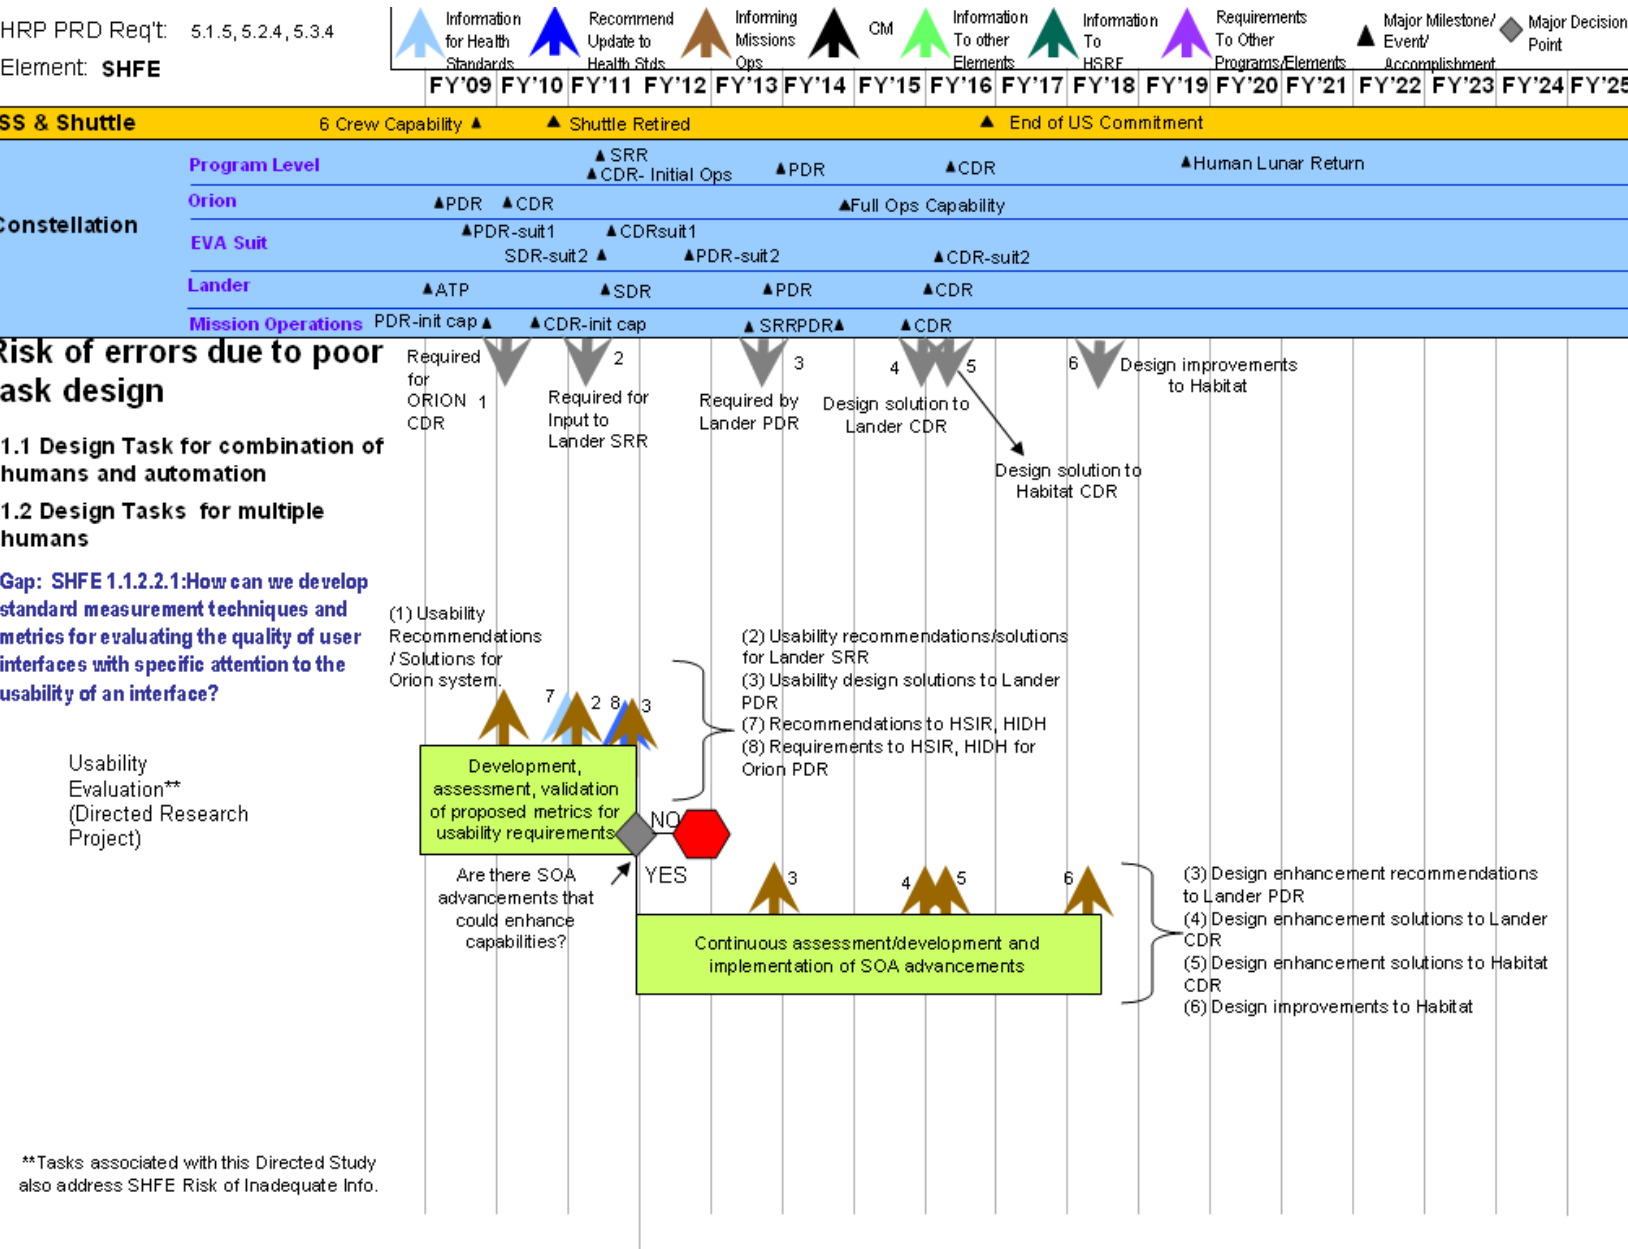 HRP PRD Req't: 5.1.5, 5.2.4, 5.3.4
Element: SHFE
Information
for Health
Standards
Recommend
Update to
Health Stds
Informing
Missions
Ops
CM
Information
To other
Elements
Information
To
HSRF
Requirements
To Other
Programs/Elements
Major Milestone/
Event/
Accomplishment
Major Decision
Point
FY'09 FY'10 FY'11 FY'12 FY'13 FY'14 FY'15 FY'16 FY'17 FY'18 FY'19 FY'20 FY'21 FY'22 FY'23 FY'24 FY'25
SS & Shuttle 6 Crew Capability Shuttle Retired End of US Commitment
Constellation
Program Level SRR
CDR- Initial Ops PDR CDR Human Lunar Return
Orion PDR CDR Full Ops Capability
EVA Suit PDR-suit1 CDRsuit1
SDR-suit2 PDR-suit2 CDR-suit2
Lander ATP SDR PDR CDR
Mission Operations PDR-init cap CDR-init cap SRRPDR CDR
Risk of errors due to poor
ask design
Required
for
ORION 1
CDR
2
Required for
Input to
Lander SRR
3
Required by
Lander PDR
4
Design solution to
Lander CDR
5
Design solution to
Habitat CDR
6
Design improvements
to Habitat
1.1 Design Task for combination of
humans and automation
1.2 Design Tasks for multiple
humans
Gap: SHFE 1.1.2.2.1:How can we develop
standard measurement techniques and
metrics for evaluating the quality of user
interfaces with specific attention to the
usability of an interface?
(1) Usability
Recommendations
/ Solutions for
Orion system.
7 2 8 3
(2) Usability recommendations/solutions
for Lander SRR
(3) Usability design solutions to Lander
PDR
(7) Recommendations to HSIR, HIDH
(8) Requirements to HSIR, HIDH for
Orion PDR
Usability
Evaluation**
(Directed Research
Project)
Development,
assessment, validation
of proposed metrics for
usability requirements
NO
YES
Are there SOA
advancements that
could enhance
capabilities?
3 4 5 6
Continuous assessment/development and
implementation of SOA advancements
(3) Design enhancement recommendations
to Lander PDR
(4) Design enhancement solutions to Lander
CDR
(5) Design enhancement solutions to Habitat
CDR
(6) Design improvements to Habitat
**Tasks associated with this Directed Study
also address SHFE Risk of Inadequate Info.